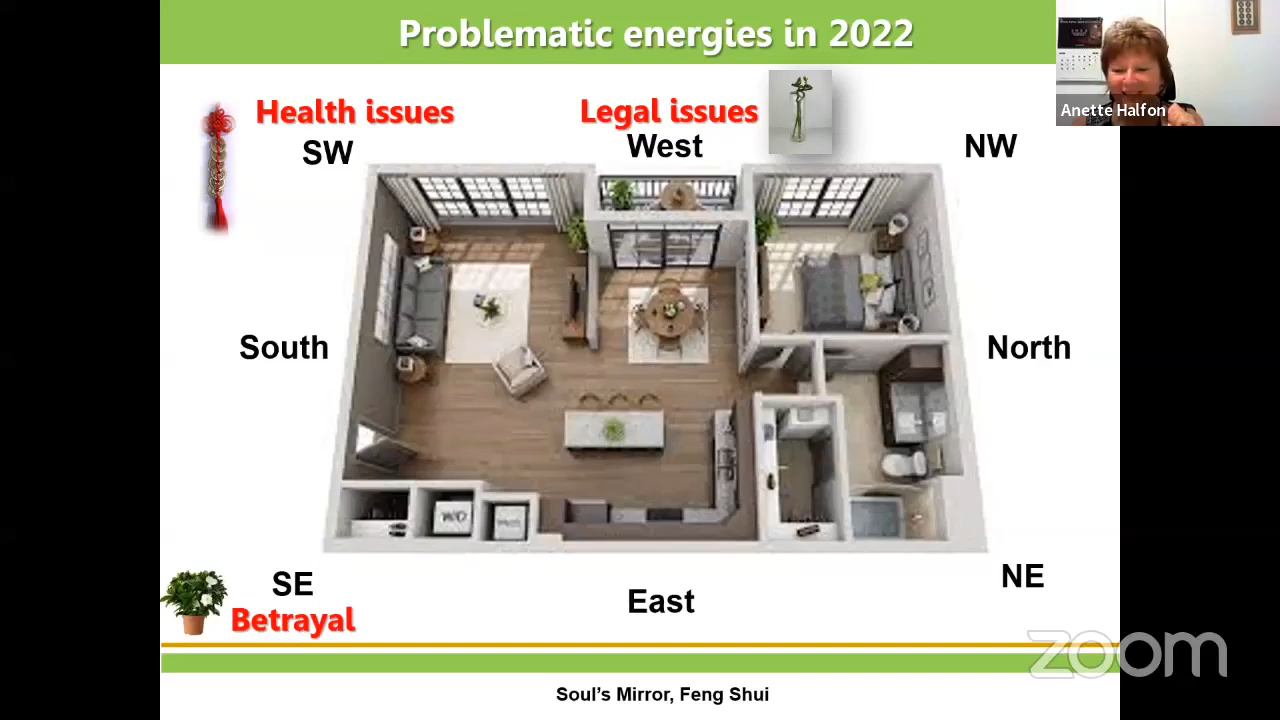 Problematic energies in 2022
Anette Halfon
Health issues
Legal issues
SW
West
NW
South
North
SE
Betrayal
East
NE
zoom
Soul's Mirror, Feng Shui